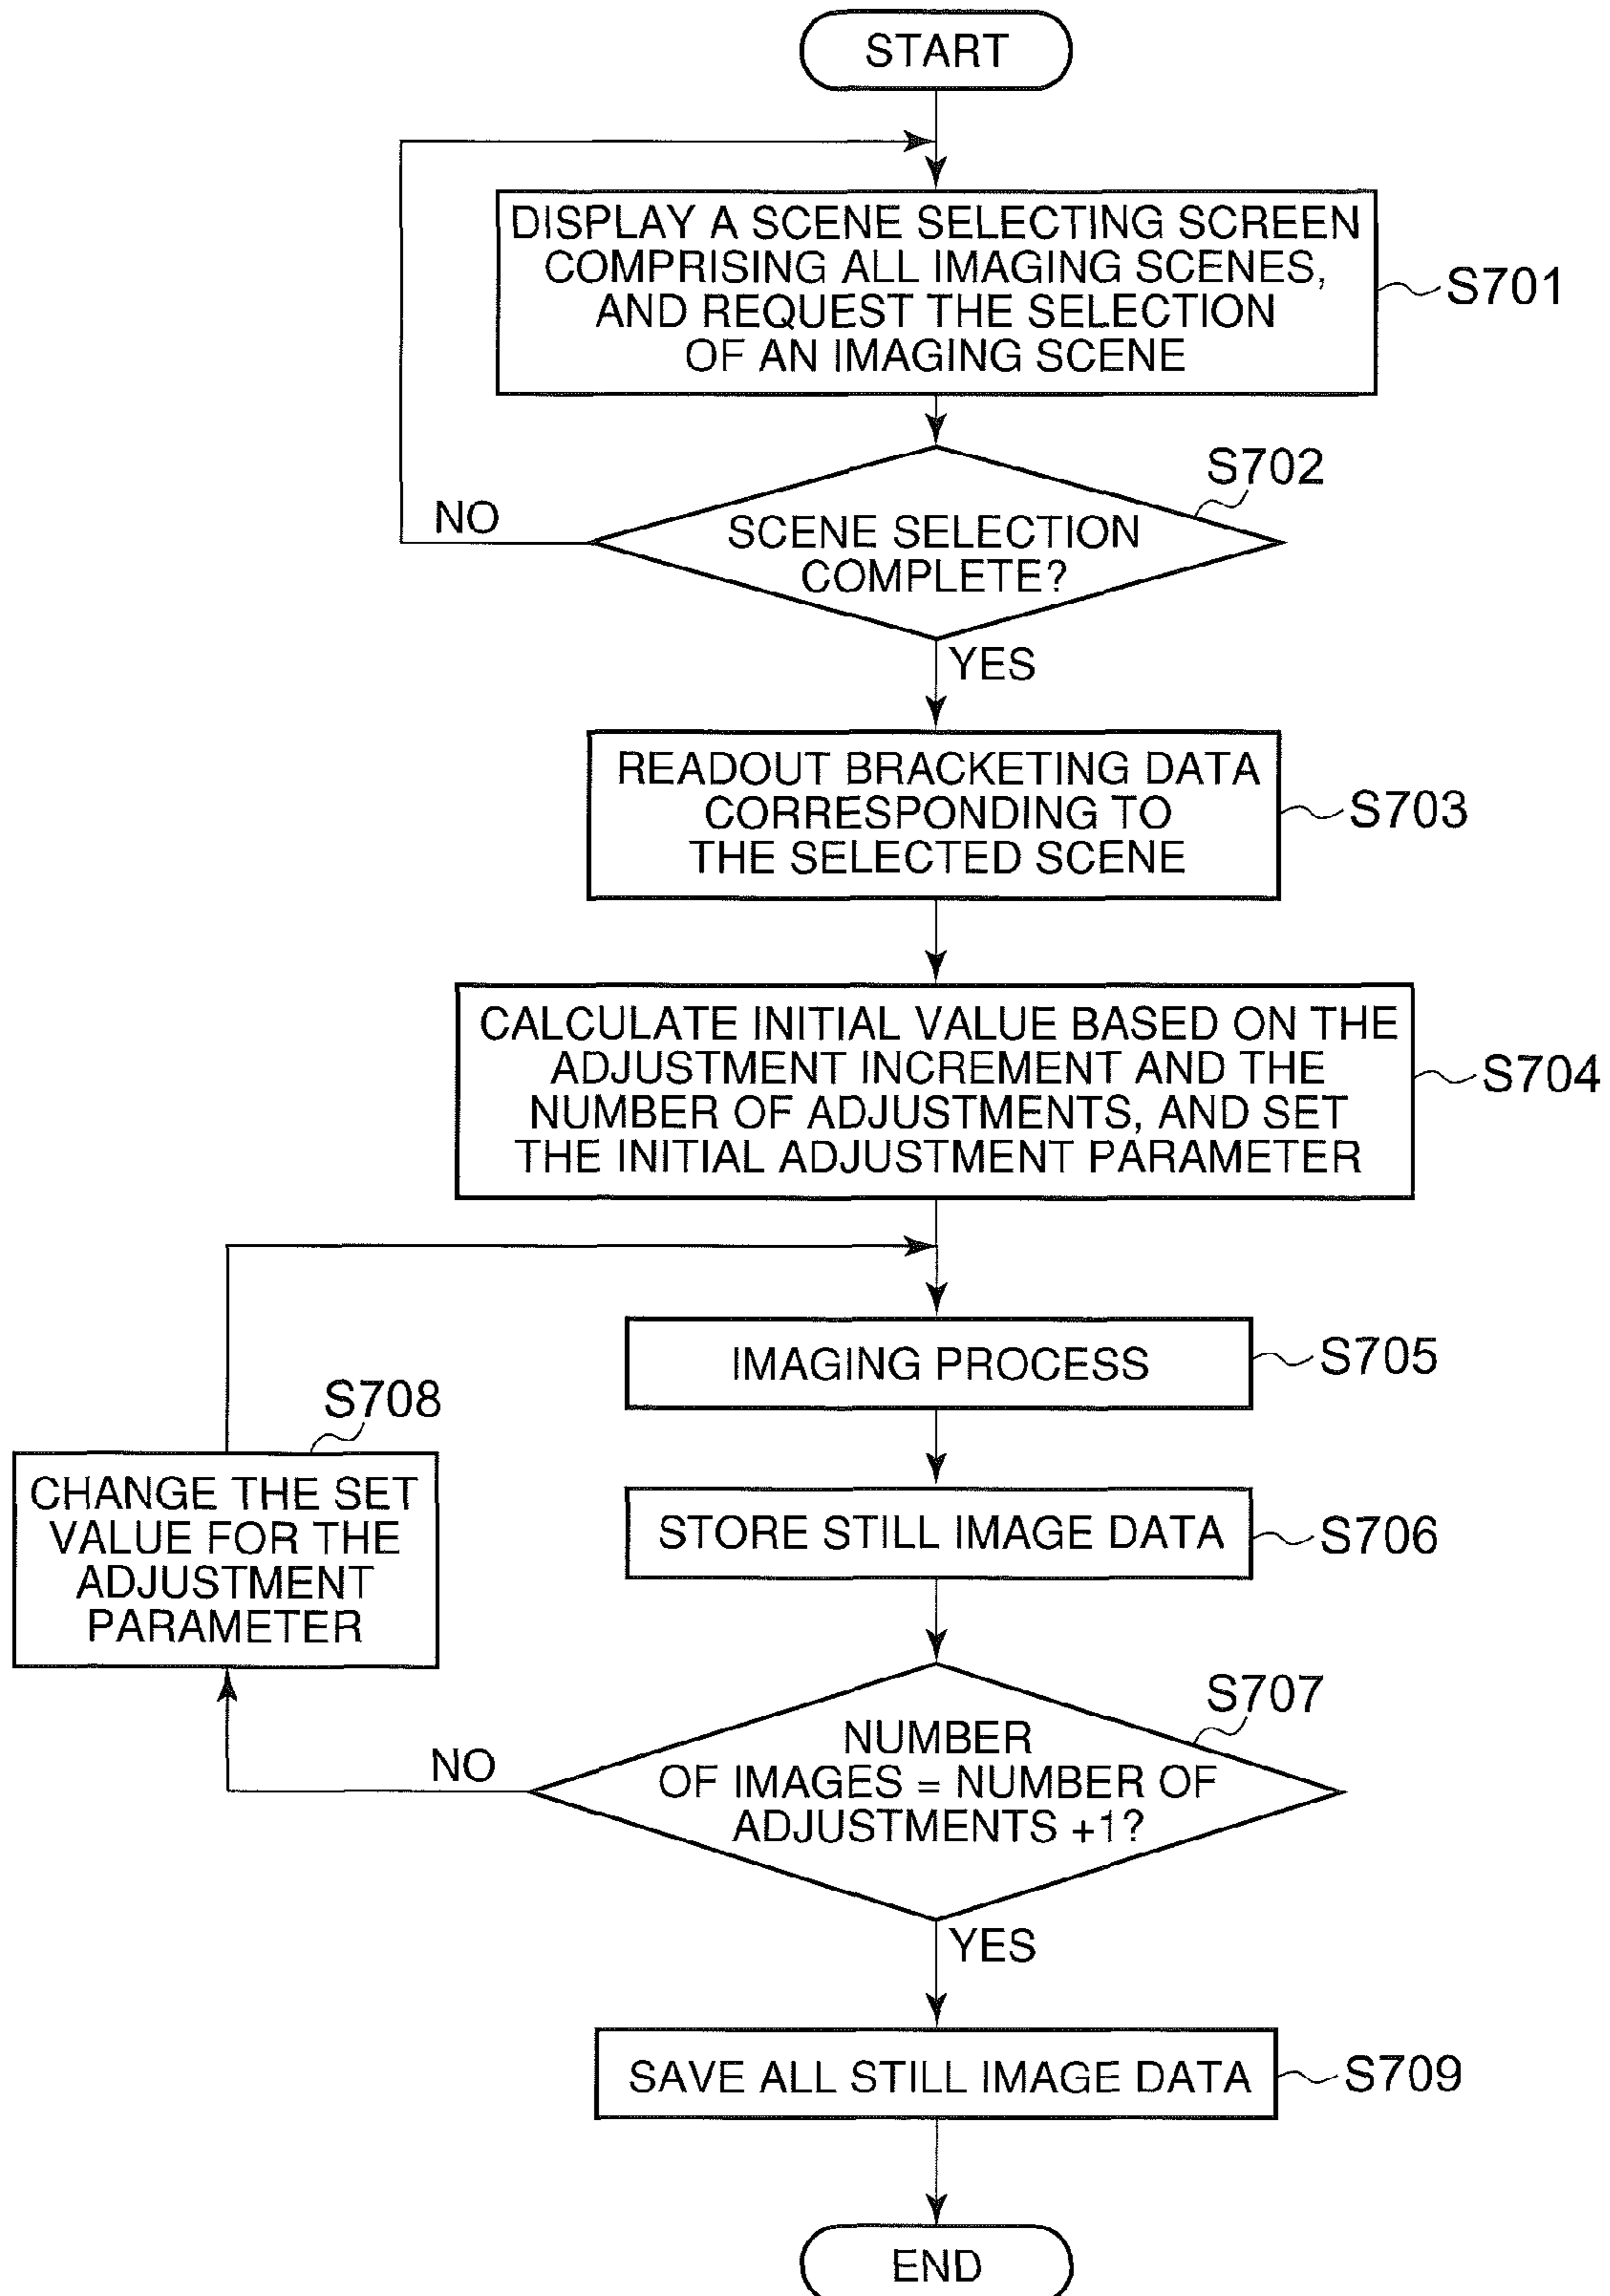 START
DISPLAY A SCENE SELECTING SCREEN
COMPRISING ALL IMAGING SCENES,
AND REQUEST THE SELECTION
OF AN IMAGING SCENE
S701
S702
SCENE SELECTION
COMPLETE?
NO
YES
READOUT BRACKETING DATA
CORRESPONDING TO
THE SELECTED SCENE
S703
CALCULATE INITIAL VALUE BASED ON THE
ADJUSTMENT INCREMENT AND THE
NUMBER OF ADJUSTMENTS, AND SET
THE INITIAL ADJUSTMENT PARAMETER
S704
IMAGING PROCESS
S705
STORE STILL IMAGE DATA
S706
S707
NUMBER
OF IMAGES = NUMBER OF
ADJUSTMENTS +1?
NO
S708
CHANGE THE SET
VALUE FOR THE
ADJUSTMENT
PARAMETER
YES
SAVE ALL STILL IMAGE DATA
S709
END